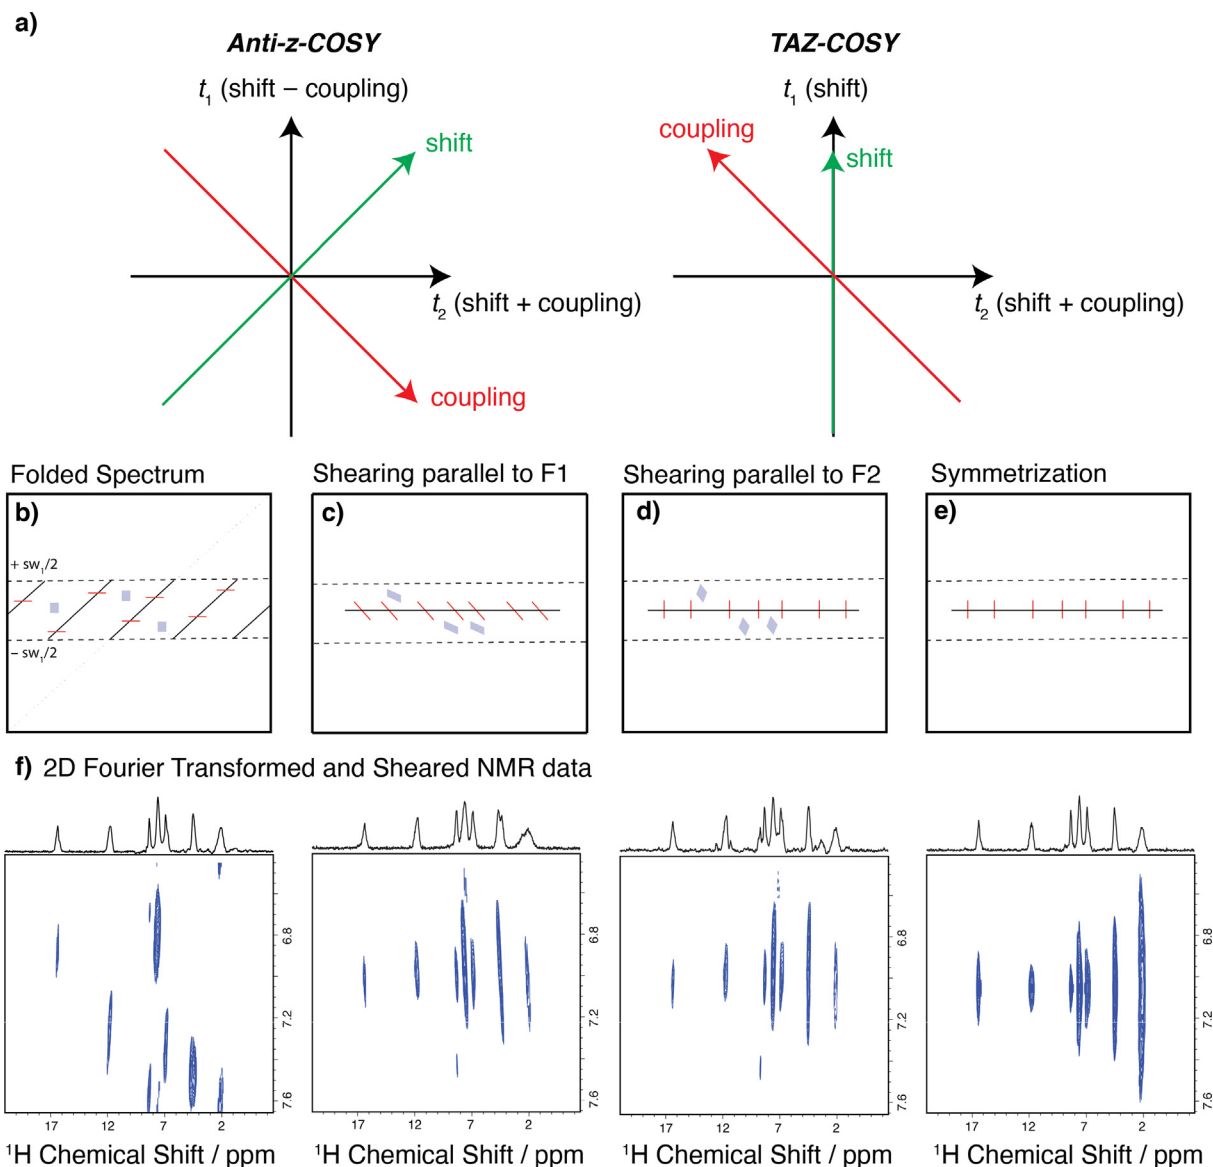 a)
Anti-z-COSY
TAZ-COSY
t1 (shift – coupling)
t1 (shift)
coupling
shift
shift
t2 (shift + coupling)
t2 (shift + coupling)
coupling
Folded Spectrum
Shearing parallel to F1
Shearing parallel to F2
Symmetrization
b)
c)
d)
e)
+ sw1/2
– sw1/2
f) 2D Fourier Transformed and Sheared NMR data
6.8
7.2
7.6
6.8
7.2
7.6
6.8
7.2
7.6
6.8
7.2
7.6
17 12 7 2
17 12 7 2
17 12 7 2
17 12 7 2
¹H Chemical Shift / ppm
¹H Chemical Shift / ppm
¹H Chemical Shift / ppm
¹H Chemical Shift / ppm